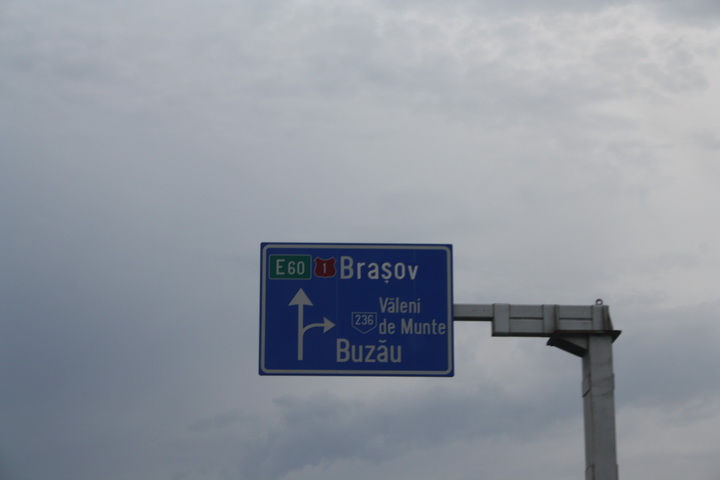 E60 1 Brașov
236 Văleni
de Munte
Buzău